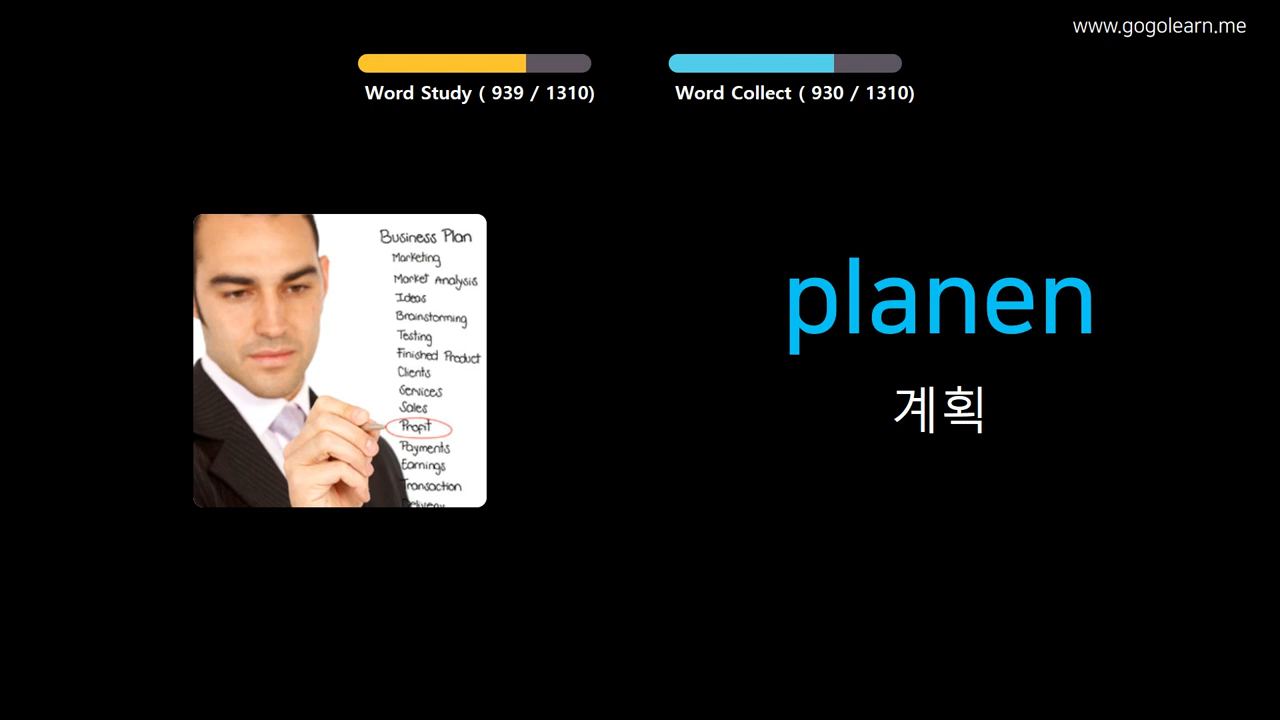 www.gogolearn.me
Word Study ( 939 / 1310)
Word Collect ( 930 / 1310)
Business Plan
Marketing
Market Analysis
Ideas
Brainstorming
Testing
Finished Product
Clients
Services
Sales
Profit
Payments
Earnings
Transaction
Delivery
planen
계획